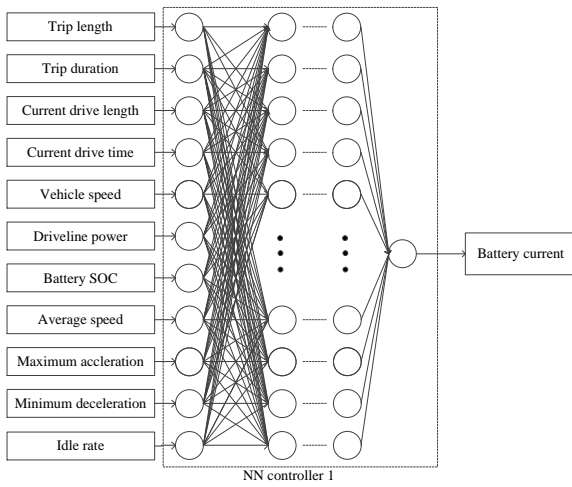 Trip length
Trip duration
Current drive length
Current drive time
Vehicle speed
Driveline power
Battery SOC
Average speed
Maximum accleration
Minimum deceleration
Idle rate
Battery current
NN controller 1